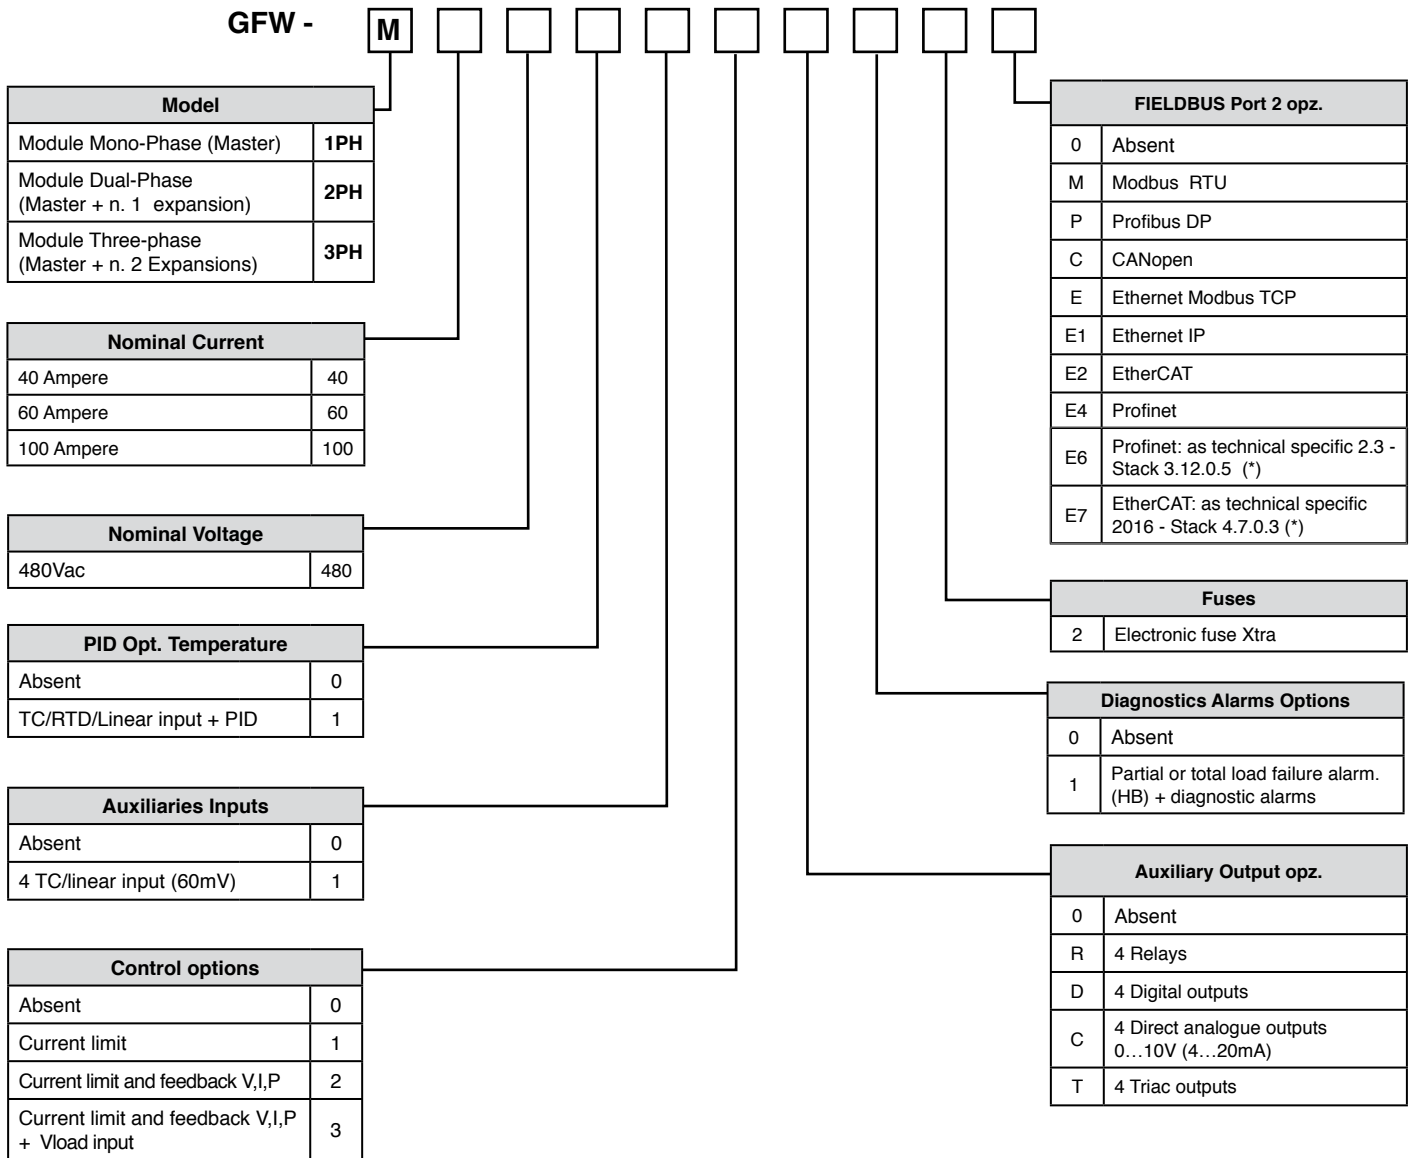 GFW - M
Model
Module Mono-Phase (Master) 1PH
Module Dual-Phase
(Master + n. 1 expansion) 2PH
Module Three-phase
(Master + n. 2 Expansions) 3PH
Nominal Current
40 Ampere 40
60 Ampere 60
100 Ampere 100
Nominal Voltage
480Vac 480
PID Opt. Temperature
Absent 0
TC/RTD/Linear input + PID 1
Auxiliaries Inputs
Absent 0
4 TC/linear input (60mV) 1
Control options
Absent 0
Current limit 1
Current limit and feedback V,I,P 2
Current limit and feedback V,I,P
+ Vload input 3
FIELDBUS Port 2 opz.
0 Absent
M Modbus RTU
P Profibus DP
C CANopen
E Ethernet Modbus TCP
E1 Ethernet IP
E2 EtherCAT
E4 Profinet
E6 Profinet: as technical specific 2.3 -
Stack 3.12.0.5 (*)
E7 EtherCAT: as technical specific
2016 - Stack 4.7.0.3 (*)
Fuses
2 Electronic fuse Xtra
Diagnostics Alarms Options
0 Absent
1 Partial or total load failure alarm.
(HB) + diagnostic alarms
Auxiliary Output opz.
0 Absent
R 4 Relays
D 4 Digital outputs
C 4 Direct analogue outputs
0…10V (4…20mA)
T 4 Triac outputs